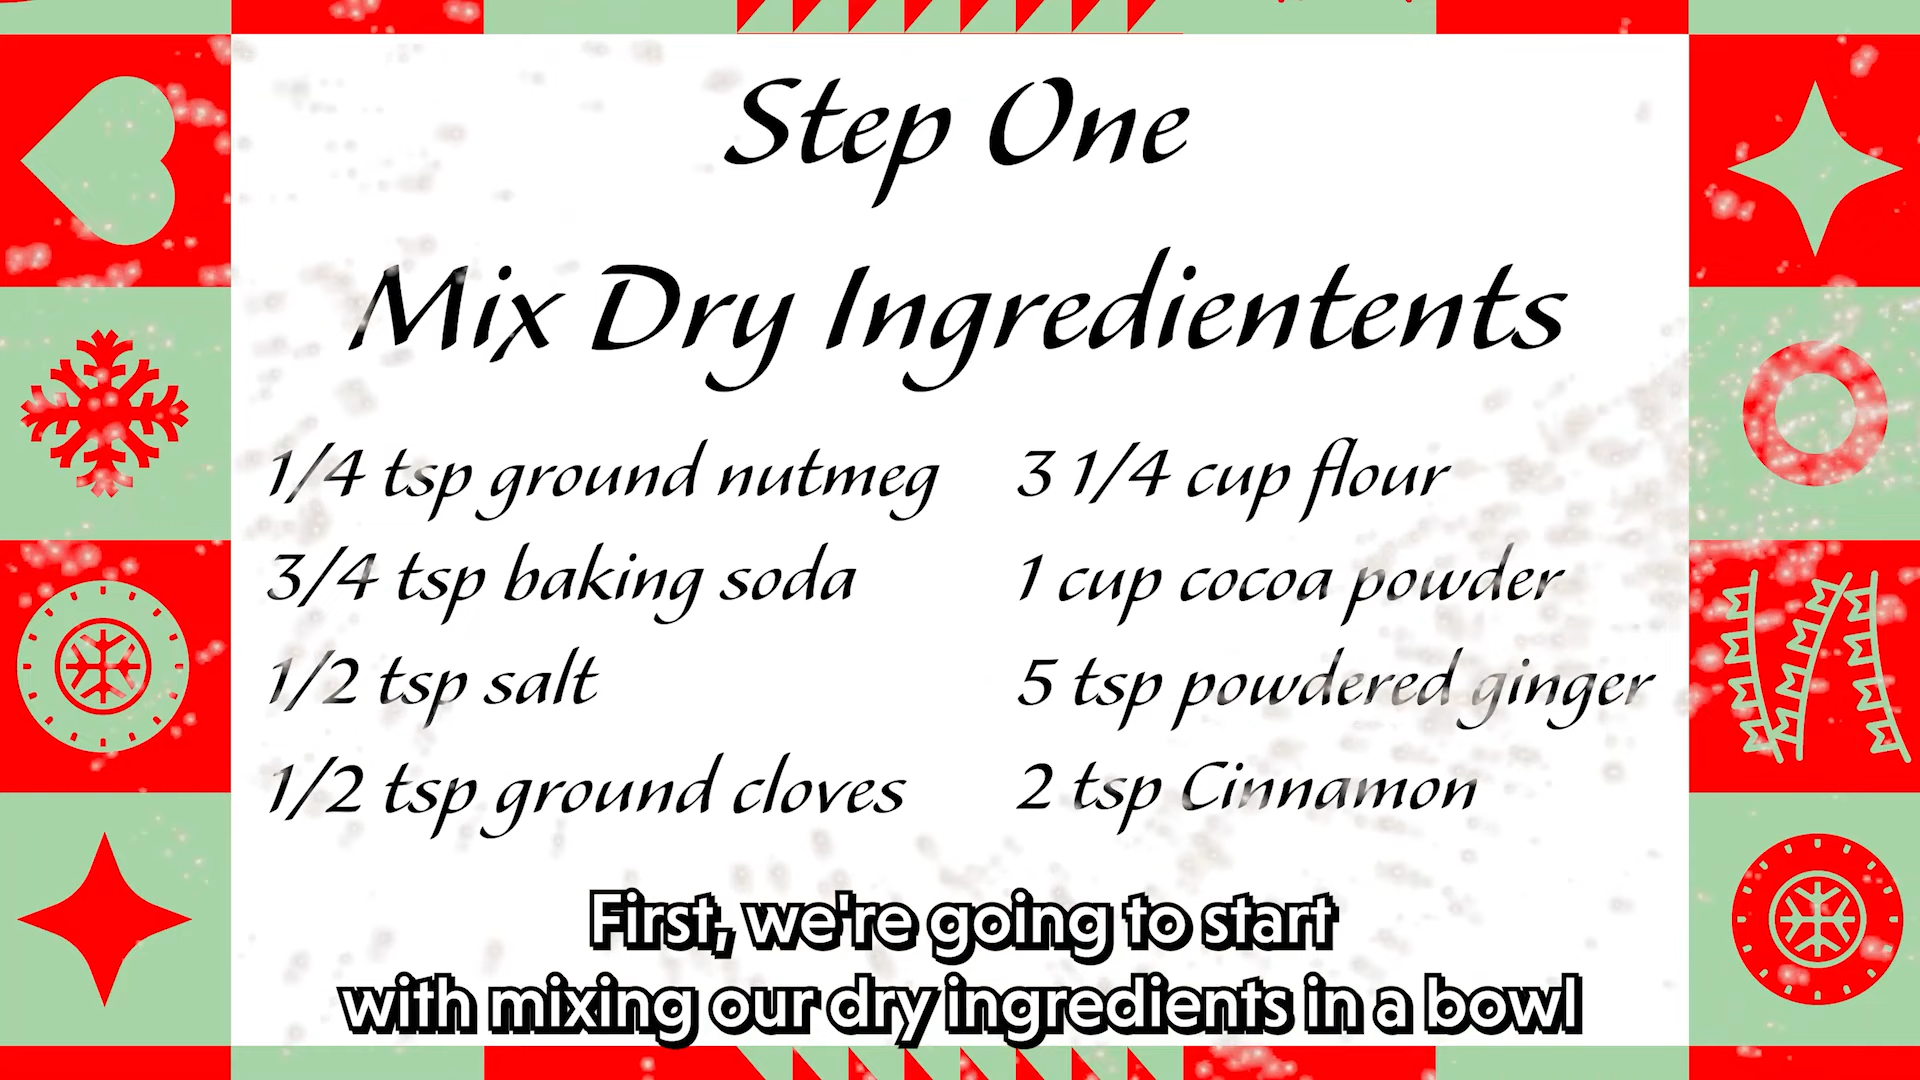 Step One
Mix Dry Ingredientents
1/4 tsp ground nutmeg
3/4 tsp baking soda
1/2 tsp salt
1/2 tsp ground cloves
3 1/4 cup flour
1 cup cocoa powder
5 tsp powdered ginger
2 tsp Cinnamon
First, we're going to start
with mixing our dry ingredients in a bowl